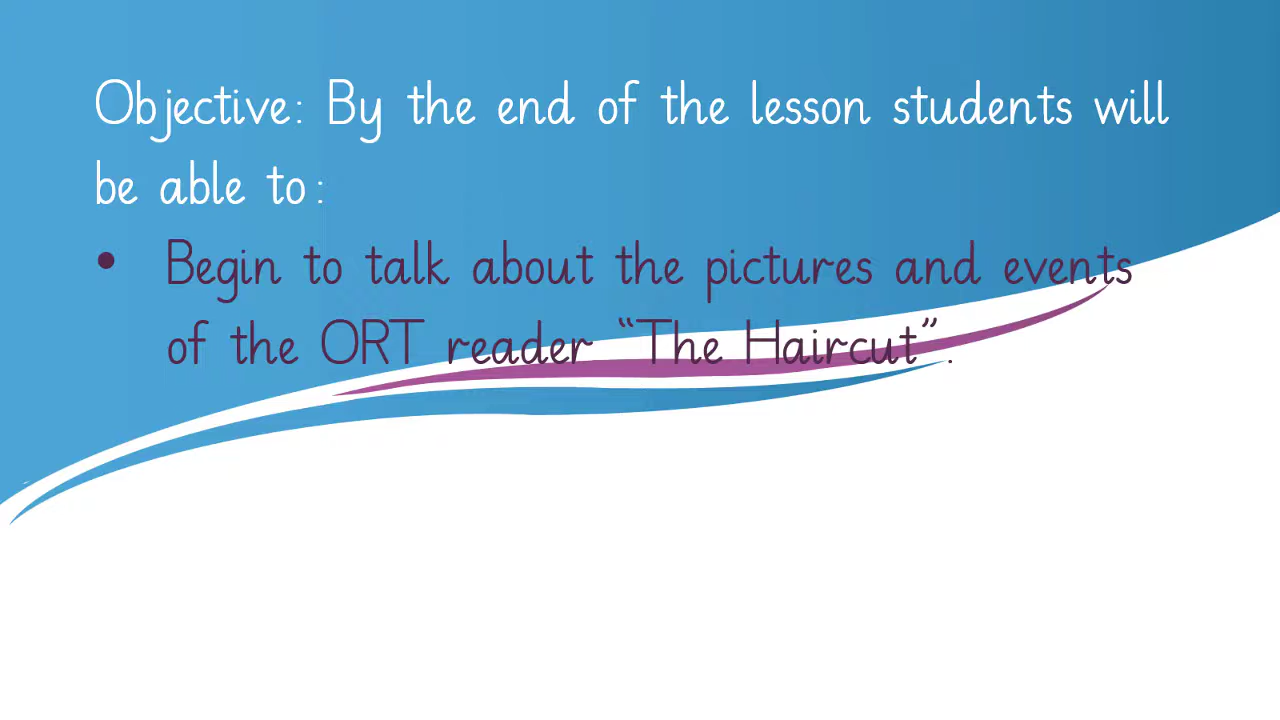 Objective: By the end of the lesson students will
be able to:
• Begin to talk about the pictures and events
of the ORT reader “The Haircut”.